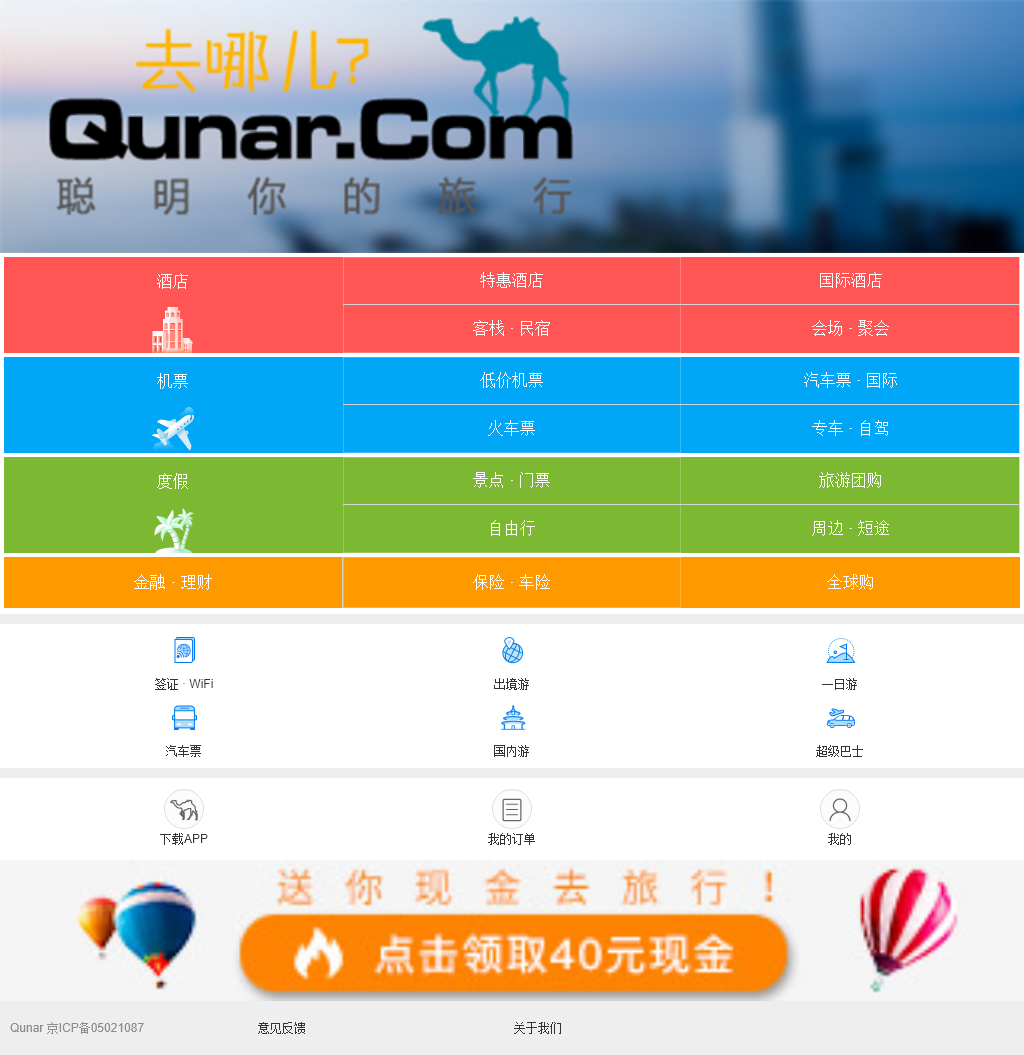 去哪儿?
Qunar.Com
聪明你的旅行
酒店
特惠酒店
国际酒店
客栈 · 民宿
会场 · 聚会
机票
低价机票
汽车票 · 国际
火车票
专车 · 自驾
度假
景点 · 门票
旅游团购
自由行
周边 · 短途
金融 · 理财
保险 · 车险
全球购
签证 · WiFi
出境游
一日游
汽车票
国内游
超级巴士
下载APP
我的订单
我的
送你现金去旅行!
点击领取40元现金
Qunar 京ICP备05021087
意见反馈
关于我们